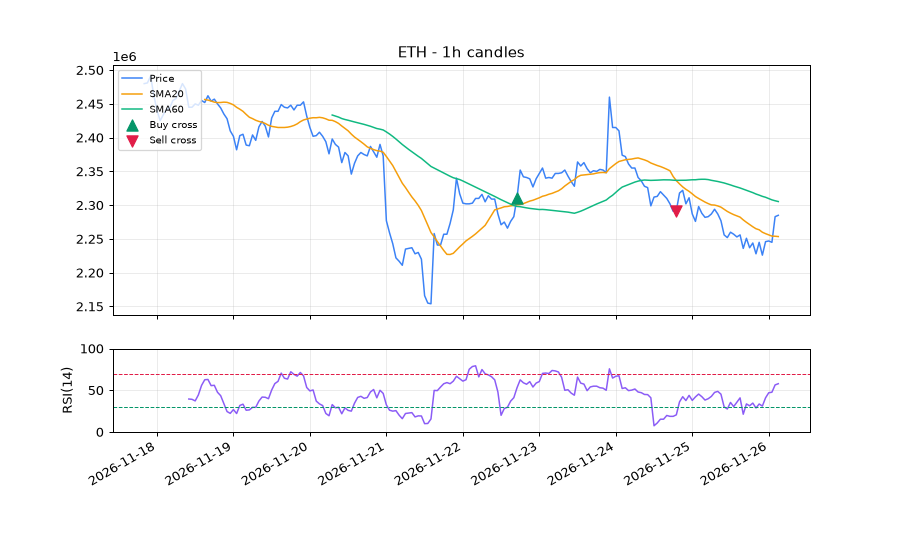 ETH - 1h candles
1e6
2.50
2.45
2.40
2.35
2.30
2.25
2.20
2.15
Price
SMA20
SMA60
Buy cross
Sell cross
RSI(14)
100
50
0
2026-11-18
2026-11-19
2026-11-20
2026-11-21
2026-11-22
2026-11-23
2026-11-24
2026-11-25
2026-11-26